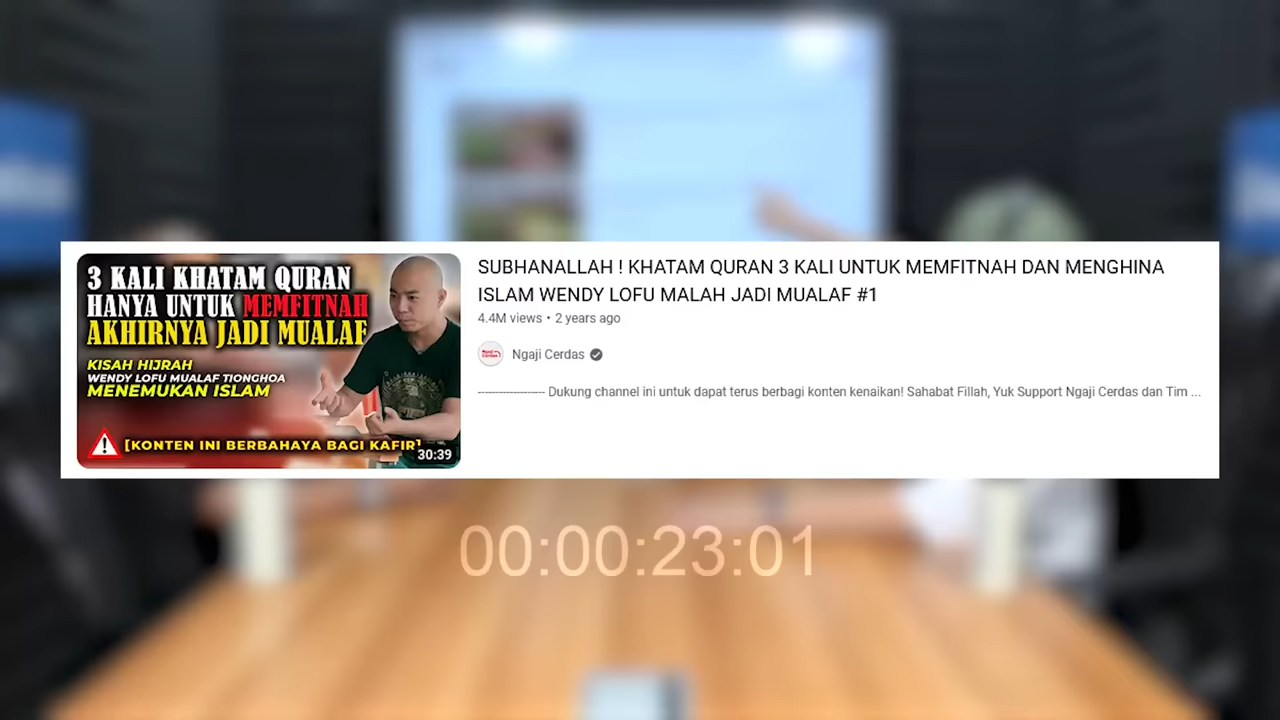 3 KALI KHATAM QURAN
HANYA UNTUK MEMFITNAH
AKHIRNYA JADI MUALAF
KISAH HIJRAH
WENDY LOFU MUALAF TIONGHOA
MENEMUKAN ISLAM
[KONTEN INI BERBAHAYA BAGI KAFIR]
30:39
SUBHANALLAH ! KHATAM QURAN 3 KALI UNTUK MEMFITNAH DAN MENGHINA
ISLAM WENDY LOFU MALAH JADI MUALAF #1
4.4M views • 2 years ago
Ngaji Cerdas
-------------------- Dukung channel ini untuk dapat terus berbagi konten kenaikan! Sahabat Fillah, Yuk Support Ngaji Cerdas dan Tim ...
00:00:23:01